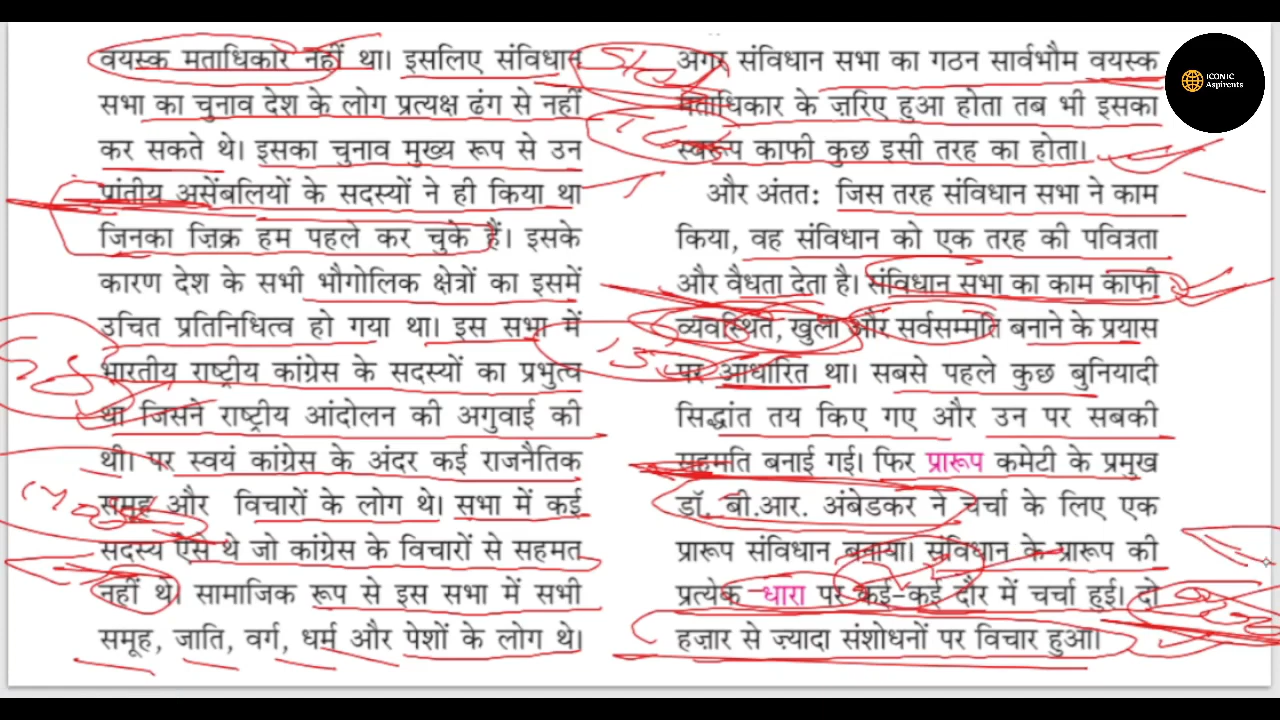 वयस्क मताधिकार नहीं था। इसलिए संविधान
सभा का चुनाव देश के लोग प्रत्यक्ष ढंग से नहीं
कर सकते थे। इसका चुनाव मुख्य रूप से उन
प्रांतीय असेंबलियों के सदस्यों ने ही किया था
जिनका ज़िक्र हम पहले कर चुके हैं। इसके
कारण देश के सभी भौगोलिक क्षेत्रों का इसमें
उचित प्रतिनिधित्व हो गया था। इस सभा में
भारतीय राष्ट्रीय कांग्रेस के सदस्यों का प्रभुत्व
था जिसने राष्ट्रीय आंदोलन की अगुवाई की
थी। पर स्वयं कांग्रेस के अंदर कई राजनैतिक
समूह और विचारों के लोग थे। सभा में कई
सदस्य ऐसे थे जो कांग्रेस के विचारों से सहमत
नहीं थे। सामाजिक रूप से इस सभा में सभी
समूह, जाति, वर्ग, धर्म और पेशों के लोग थे।
अगर संविधान सभा का गठन सार्वभौम वयस्क
मताधिकार के ज़रिए हुआ होता तब भी इसका
स्वरूप काफी कुछ इसी तरह का होता।
और अंतत: जिस तरह संविधान सभा ने काम
किया, वह संविधान को एक तरह की पवित्रता
और वैधता देता है। संविधान सभा का काम काफी
व्यवस्थित, खुला और सर्वसम्मति बनाने के प्रयास
पर आधारित था। सबसे पहले कुछ बुनियादी
सिद्धांत तय किए गए और उन पर सबकी
सहमति बनाई गई। फिर प्रारूप कमेटी के प्रमुख
डॉ. बी.आर. अंबेडकर ने चर्चा के लिए एक
प्रारूप संविधान बनाया। संविधान के प्रारूप की
प्रत्येक धारा पर कई-कई दौर में चर्चा हुई। दो
हज़ार से ज़्यादा संशोधनों पर विचार हुआ।
ICONIC
Aspirents